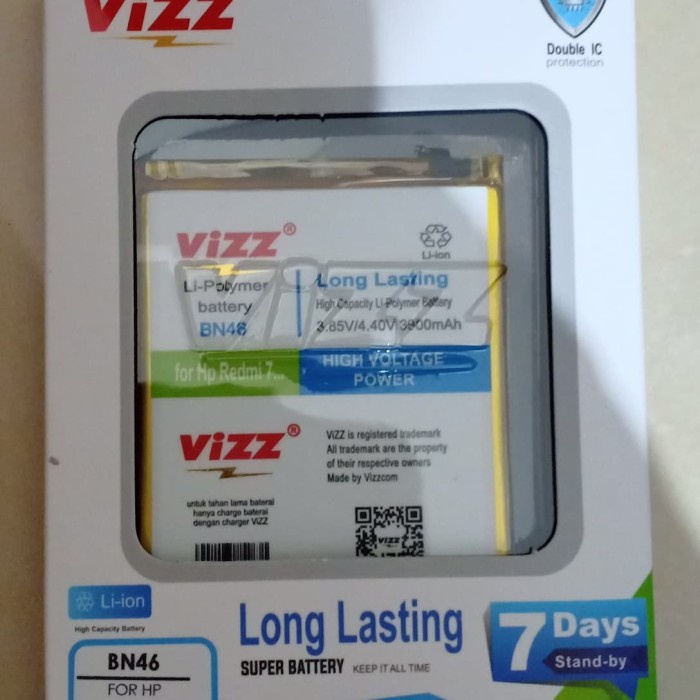 ViZZ
Double IC
protection
ViZZ®
Li-ion
Li-Polymer
battery
BN46
Long Lasting
High Capacity Li-Polymer Battery
3.85V/4.40V 3900mAh
for Hp Redmi 7...
HIGH VOLTAGE
POWER
ViZZ®
ViZZ is registered trademark
All trademark are the property
of their respective owners
Made by Vizzcom
untuk tahan lama baterai
hanya charge baterai
dengan charger ViZZ
ViZZ
ViZZ
Li-ion
High Capacity Battery
BN46
FOR HP
Long Lasting
SUPER BATTERY KEEP IT ALL TIME
7 Days
Stand-by